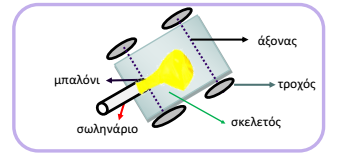 άξονας
μπαλόνι
τροχός
σωληνάριο
σκελετός